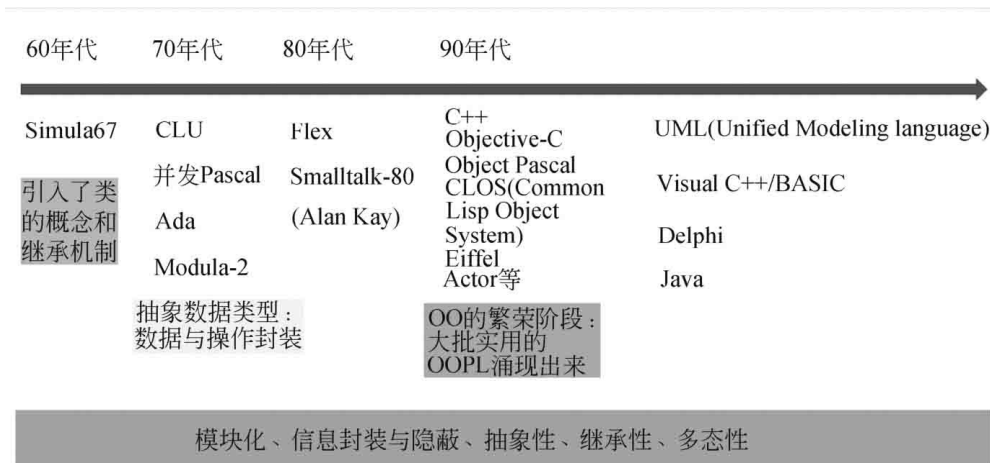 60年代
70年代
80年代
90年代
Simula67
引入了类
的概念和
继承机制
CLU
并发Pascal
Ada
Modula-2
抽象数据类型：
数据与操作封装
Flex
Smalltalk-80
(Alan Kay)
C++
Objective-C
Object Pascal
CLOS(Common
Lisp Object
System)
Eiffel
Actor等
OO的繁荣阶段：
大批实用的
OOPL涌现出来
UML(Unified Modeling language)
Visual C++/BASIC
Delphi
Java
模块化、信息封装与隐蔽、抽象性、继承性、多态性